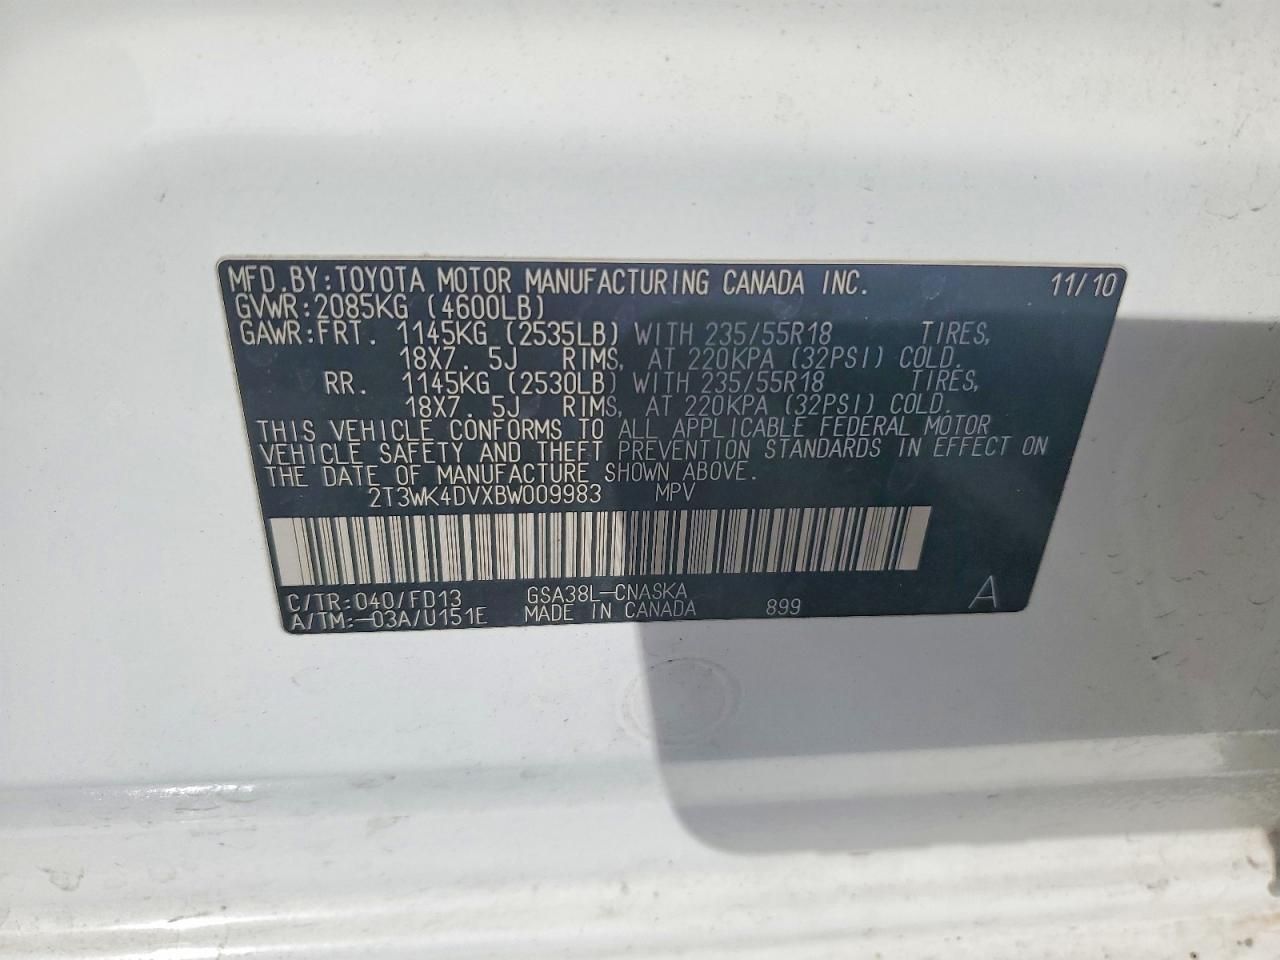 MFD.BY:TOYOTA MOTOR MANUFACTURING CANADA INC. 11/10
GVWR:2085KG (4600LB)
GAWR:FRT. 1145KG (2535LB) WITH 235/55R18 TIRES,
18X7. 5J RIMS, AT 220KPA (32PSI) COLD.
RR. 1145KG (2530LB) WITH 235/55R18 TIRES,
18X7. 5J RIMS, AT 220KPA (32PSI) COLD.
THIS VEHICLE CONFORMS TO ALL APPLICABLE FEDERAL MOTOR
VEHICLE SAFETY AND THEFT PREVENTION STANDARDS IN EFFECT ON
THE DATE OF MANUFACTURE SHOWN ABOVE.
2T3WK4DVXBW009983 MPV
C/TR:040/FD13 GSA38L-CNASKA
A/TM:-03A/U151E MADE IN CANADA 899 A